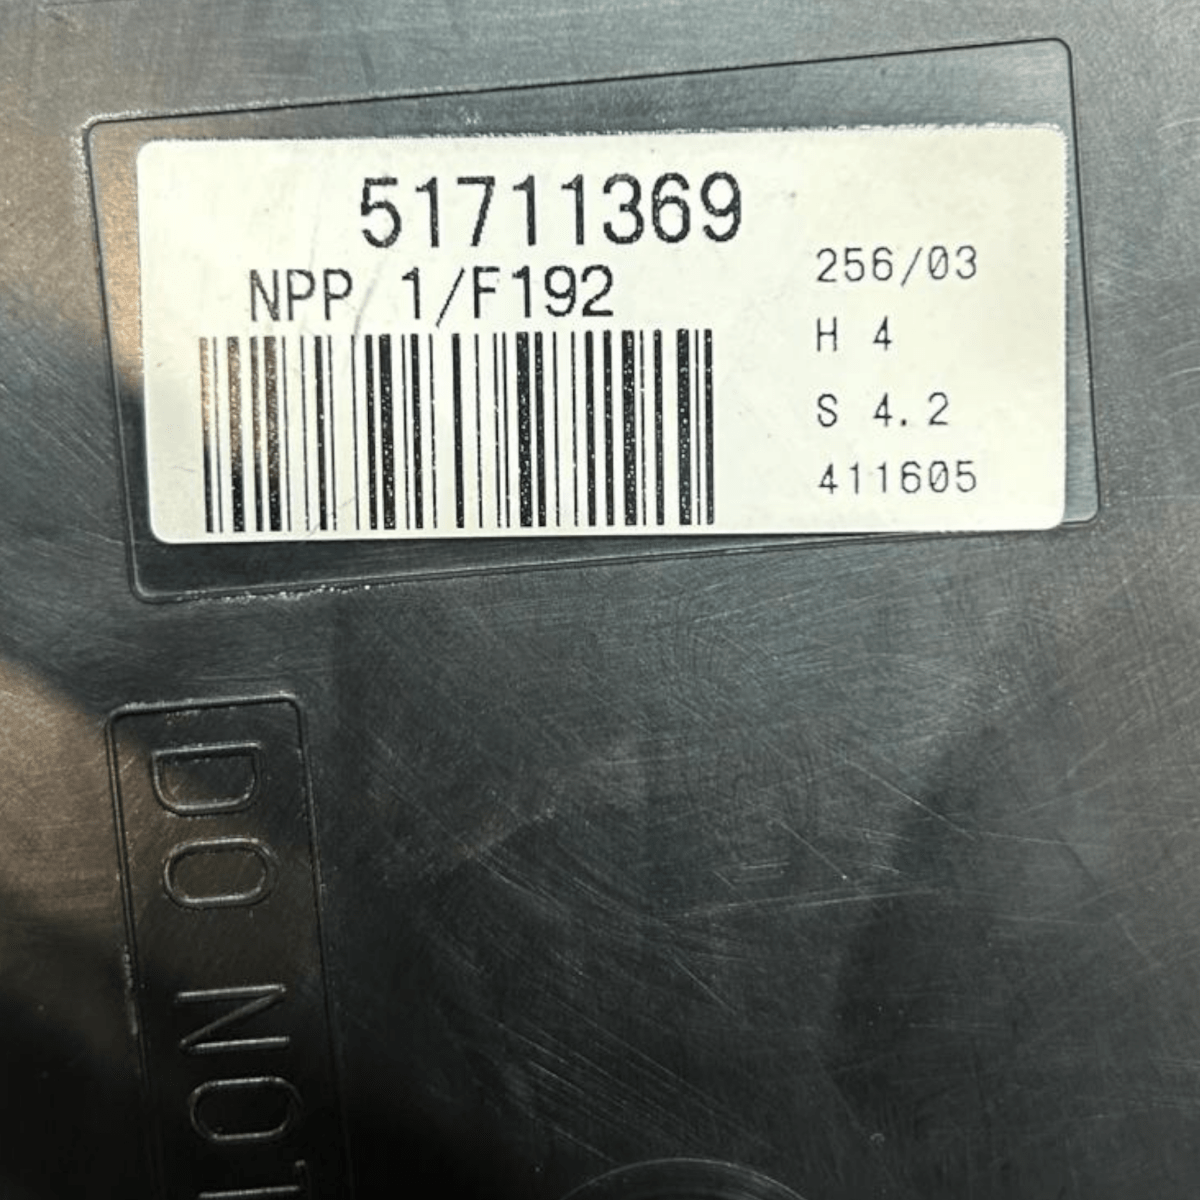 51711369
NPP 1/F192
256/03
H 4
S 4.2
411605
DO NOT